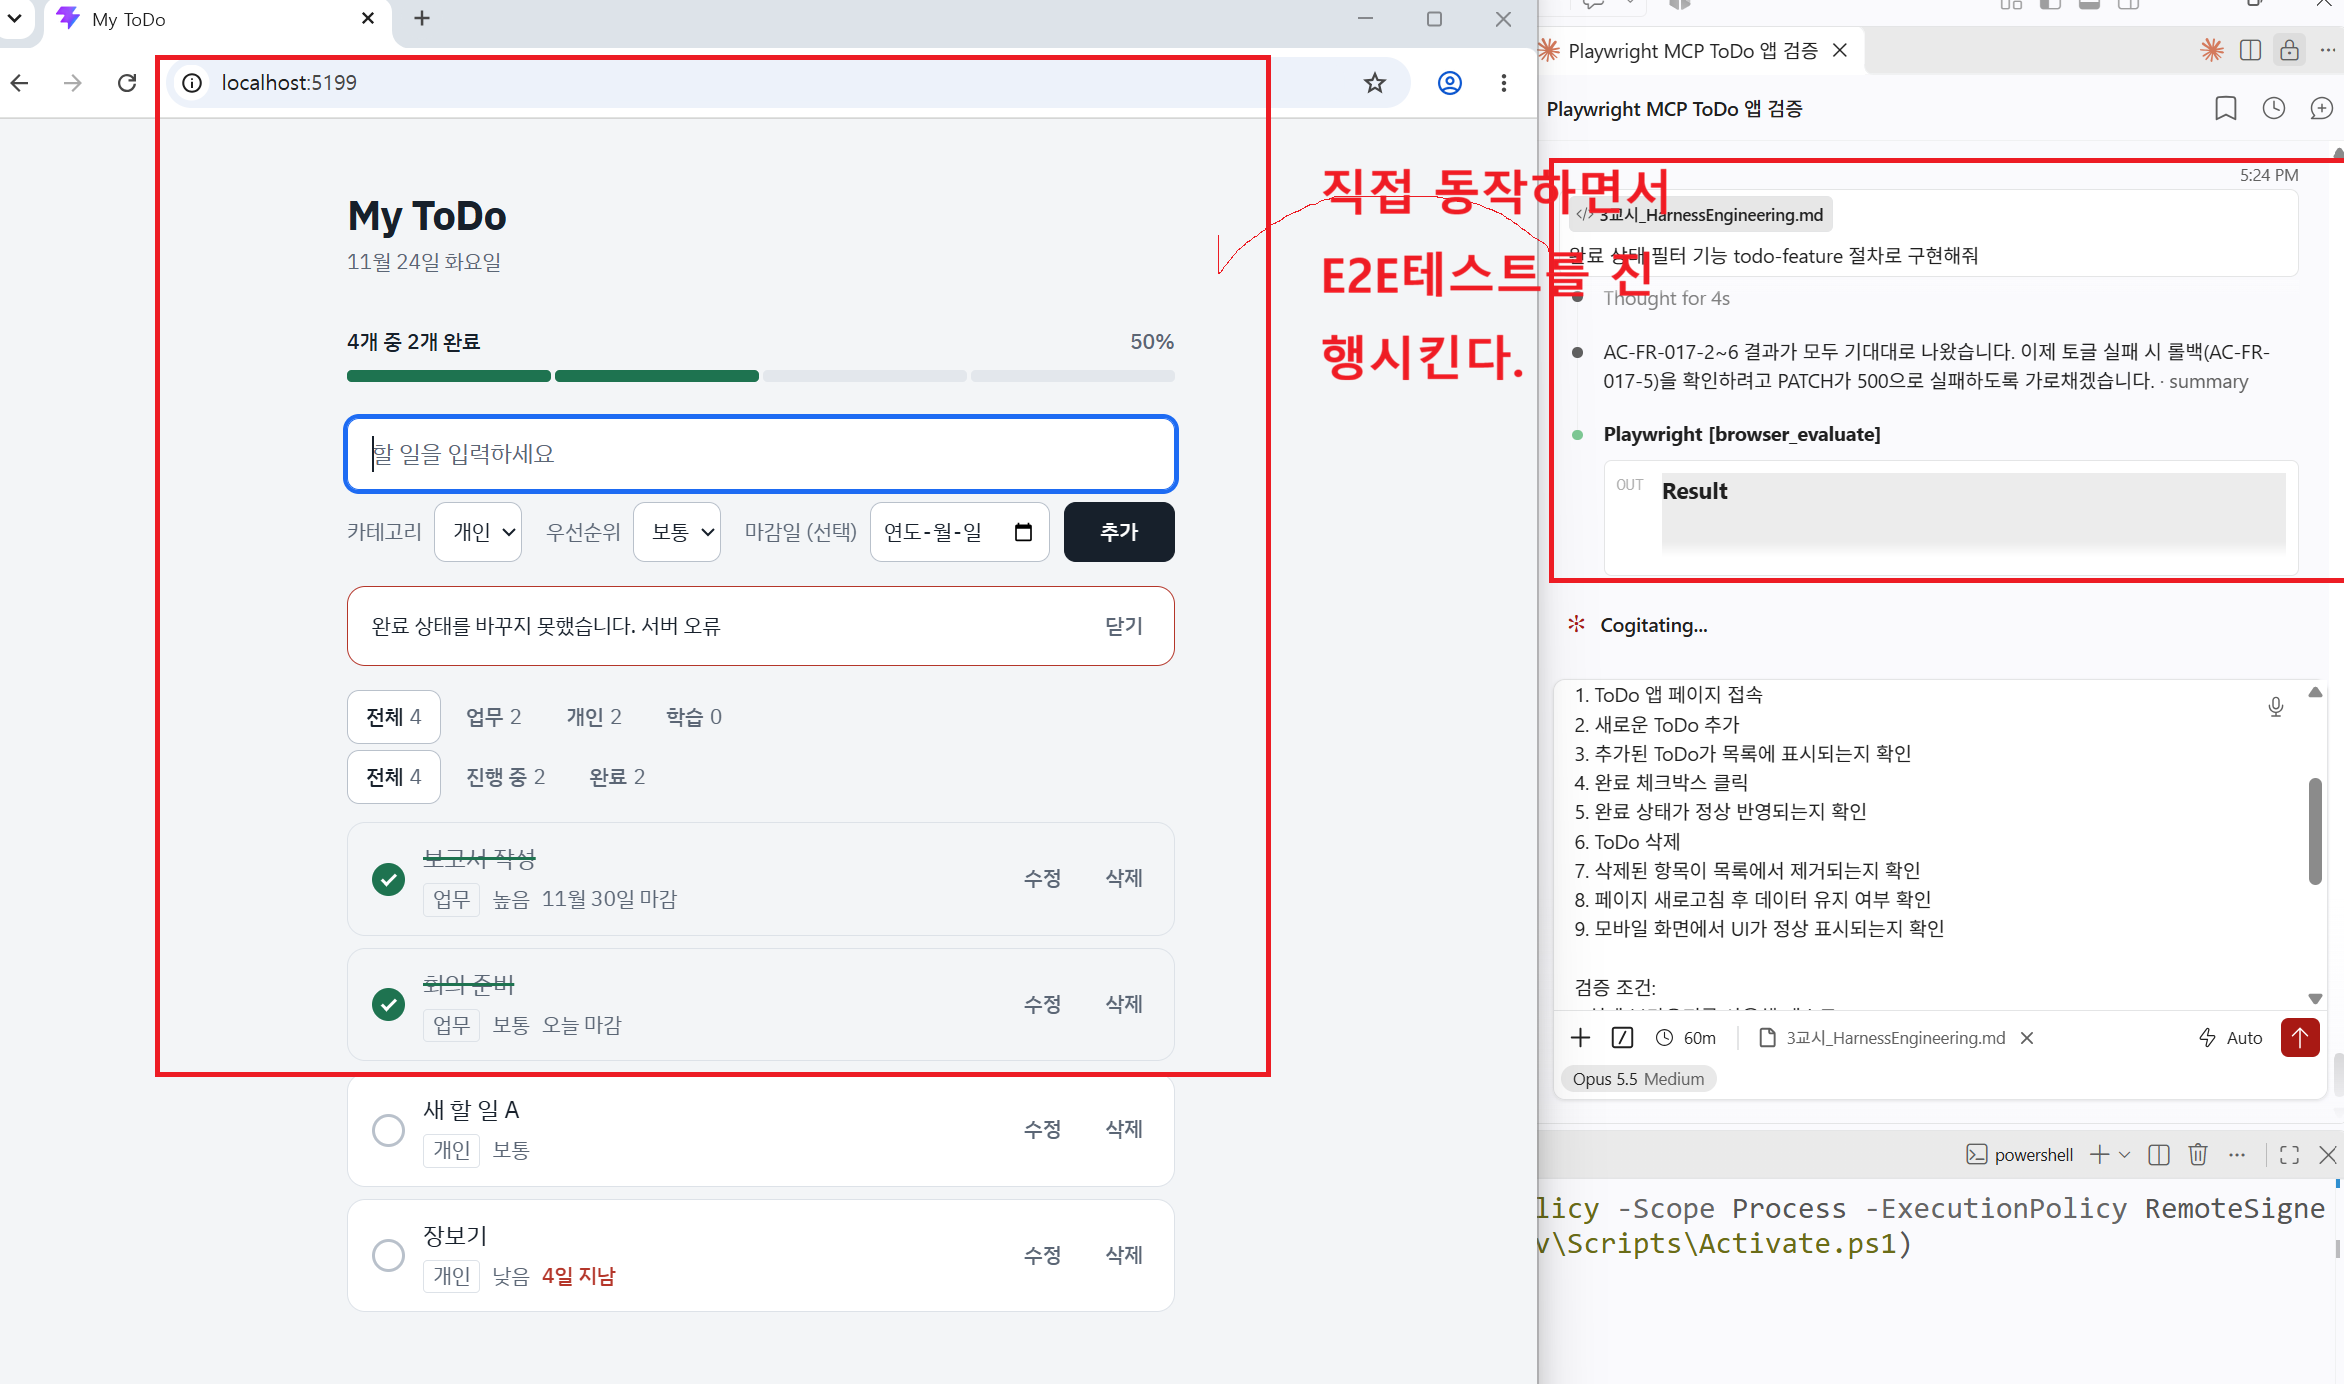 My ToDo
localhost:5199
My ToDo
11월 24일 화요일
4개 중 2개 완료
50%
할 일을 입력하세요
카테고리 개인 우선순위 보통 마감일 (선택) 연도-월-일 추가
완료 상태를 바꾸지 못했습니다. 서버 오류 닫기
전체 4 업무 2 개인 2 학습 0
전체 4 진행 중 2 완료 2
보고서 작성
업무 높음 11월 30일 마감
수정 삭제
회의 준비
업무 보통 오늘 마감
수정 삭제
새 할 일 A
개인 보통
수정 삭제
장보기
개인 낮음 4일 지남
수정 삭제
직접 동작하면서
E2E테스트를 진
행시킨다.
Playwright MCP ToDo 앱 검증
Playwright MCP ToDo 앱 검증
5:24 PM
3교시_HarnessEngineering.md
완료 상태 필터 기능 todo-feature 절차로 구현해줘
Thought for 4s
AC-FR-017-2~6 결과가 모두 기대대로 나왔습니다. 이제 토글 실패 시 롤백(AC-FR-
017-5)을 확인하려고 PATCH가 500으로 실패하도록 가로채겠습니다. · summary
Playwright [browser_evaluate]
OUT
Result
Cogitating...
1. ToDo 앱 페이지 접속
2. 새로운 ToDo 추가
3. 추가된 ToDo가 목록에 표시되는지 확인
4. 완료 체크박스 클릭
5. 완료 상태가 정상 반영되는지 확인
6. ToDo 삭제
7. 삭제된 항목이 목록에서 제거되는지 확인
8. 페이지 새로고침 후 데이터 유지 여부 확인
9. 모바일 화면에서 UI가 정상 표시되는지 확인
검증 조건:
60m
3교시_HarnessEngineering.md
Auto
Opus 5.5 Medium
powershell
licy -Scope Process -ExecutionPolicy RemoteSigne
v\Scripts\Activate.ps1)